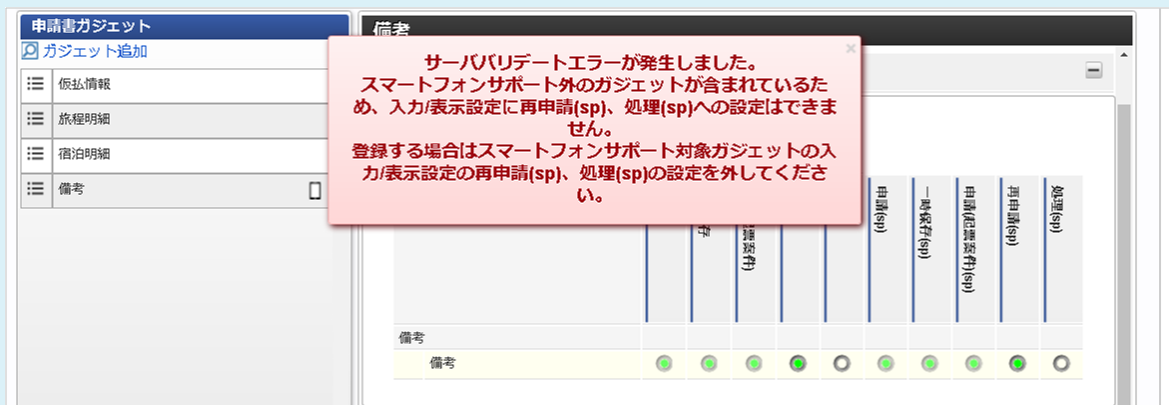 申請書ガジェット
ガジェット追加
仮払情報
旅程明細
宿泊明細
備考
備考
サーババリデートエラーが発生しました。
スマートフォンサポート外のガジェットが含まれているた
め、入力/表示設定に再申請(sp)、処理(sp)への設定はできま
せん。
登録する場合はスマートフォンサポート対象ガジェットの入
力/表示設定の再申請(sp)、処理(sp)の設定を外してくださ
い。
存
票案件)
申請(sp)
一時保存(sp)
申請(起票案件)(sp)
再申請(sp)
処理(sp)
備考
備考